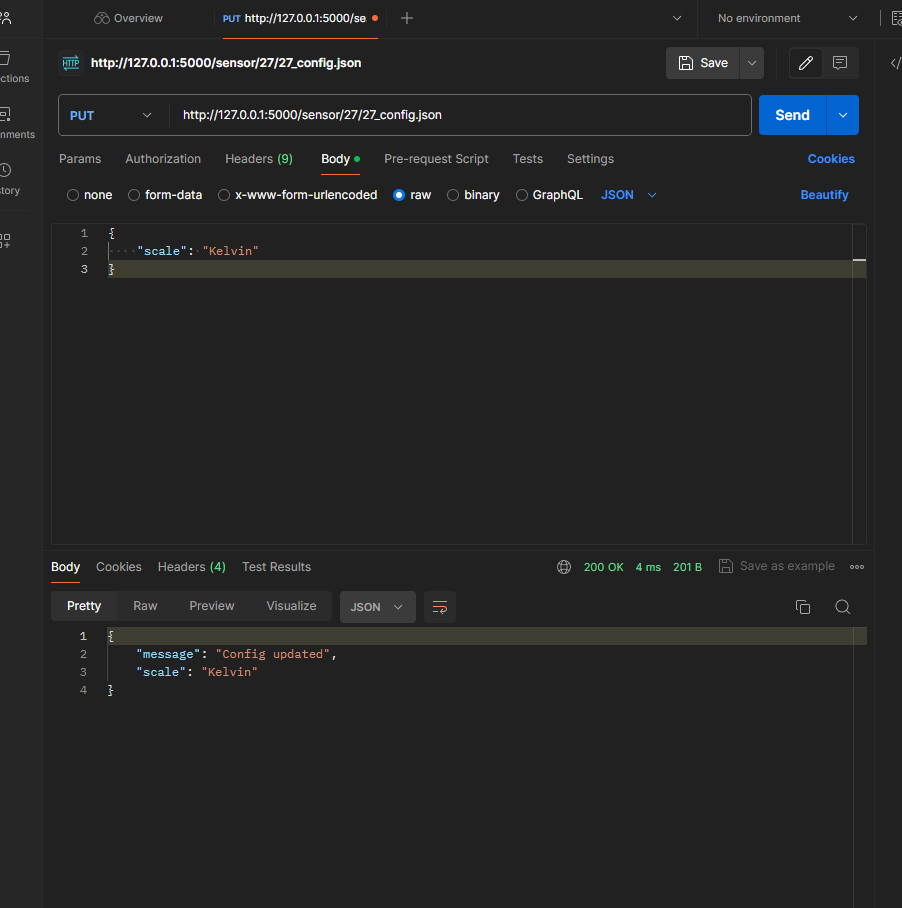 Overview
PUT http://127.0.0.1:5000/se
No environment
HTTP http://127.0.0.1:5000/sensor/27/27_config.json
Save
PUT http://127.0.0.1:5000/sensor/27/27_config.json
Send
Params Authorization Headers (9) Body Pre-request Script Tests Settings Cookies
none form-data x-www-form-urlencoded raw binary GraphQL JSON Beautify
ctions
nments
story
1 {
2 "scale": "Kelvin"
3 }
Body Cookies Headers (4) Test Results 200 OK 4 ms 201 B Save as example
Pretty Raw Preview Visualize JSON
1 {
2 "message": "Config updated",
3 "scale": "Kelvin"
4 }